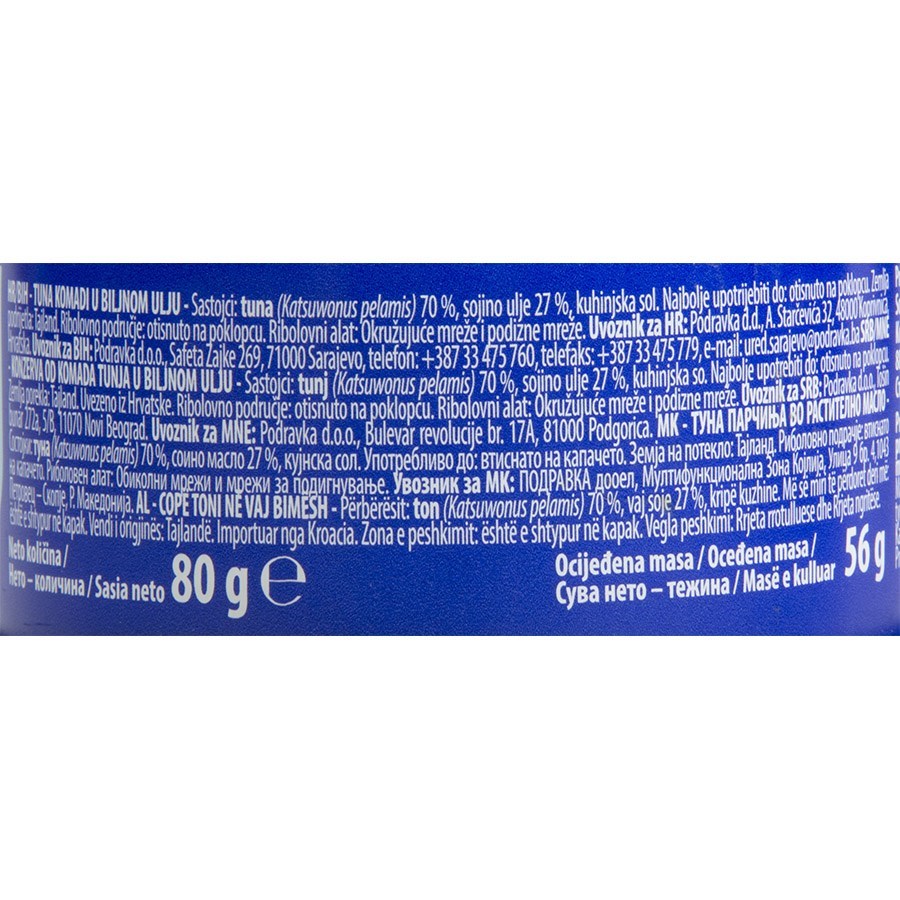 HR/BIH - TUNA KOMADI U BILJNOM ULJU - Sastojci: tuna (Katsuwonus pelamis) 70 %, sojino ulje 27 %, kuhinjska sol. Najbolje upotrijebiti do: otisnuto na poklopcu. Zemlja
podrijetla: Tajland. Ribolovno područje: otisnuto na poklopcu. Ribolovni alat: Okružujuće mreže i podizne mreže. Uvoznik za HR: Podravka d.d., A. Starčevića 32, 48000 Koprivnica,
Hrvatska. Uvoznik za BIH: Podravka d.o.o., Safeta Zajke 269, 71000 Sarajevo, telefon: +387 33 475 760, telefaks: +387 33 475 779, e-mail: ured.sarajevo@podravka.ba SRB/MNE
- KONZERVA OD KOMADA TUNJA U BILJNOM ULJU - Sastojci: tunj (Katsuwonus pelamis) 70 %, sojino ulje 27 %, kuhinjska so. Najbolje upotrebiti do: otisnuto na poklopcu.
Zemlja porekla: Tajland. Uvezeno iz Hrvatske. Ribolovno područje: otisnuto na poklopcu. Ribolovni alat: Okružujuće mreže i podizne mreže. Uvoznik za SRB: Podravka d.o.o.,
22a, 5/B, 11070 Novi Beograd. Uvoznik za MNE: Podravka d.o.o., Bulevar revolucije br. 17A, 81000 Podgorica. MK - ТУНА ПАРЧИЊА ВО РАСТИТЕЛНО МАСЛО -
Состојки: туна (Katsuwonus pelamis) 70 %, соино масло 27 %, кујнска сол. Употребливо до: втиснато на капачето. Земја на потекло: Тајланд. Риболовно подрачје: втиснато
на капачето. Риболовен алат: Обиколни мрежи и мрежи за подигнување. Увозник за МК: ПОДРАВКА дооел, Мултифункционална Зона Којлија, Улица 9 бр. 4, 1043
Петровец – Скопје, Р. Македонија. AL - COPË TONI NË VAJ BIMËSH - Përbërësit: ton (Katsuwonus pelamis) 70 %, vaj soje 27 %, kripë kuzhine. Më së miri të përdoret deri më:
është e shtypur në kapak. Vendi i origjinës: Tajlandë. Importuar nga Kroacia. Zona e peshkimit: është e shtypur në kapak. Vegla peshkimi: Rrjeta rrotulluese dhe Rrjeta ngritëse.
Neto količina /
Нето – количина / Sasia neto 80 g ℮
Ocijeđena masa / Oceđena masa /
Сува нето – тежина / Masë e kulluar 56 g